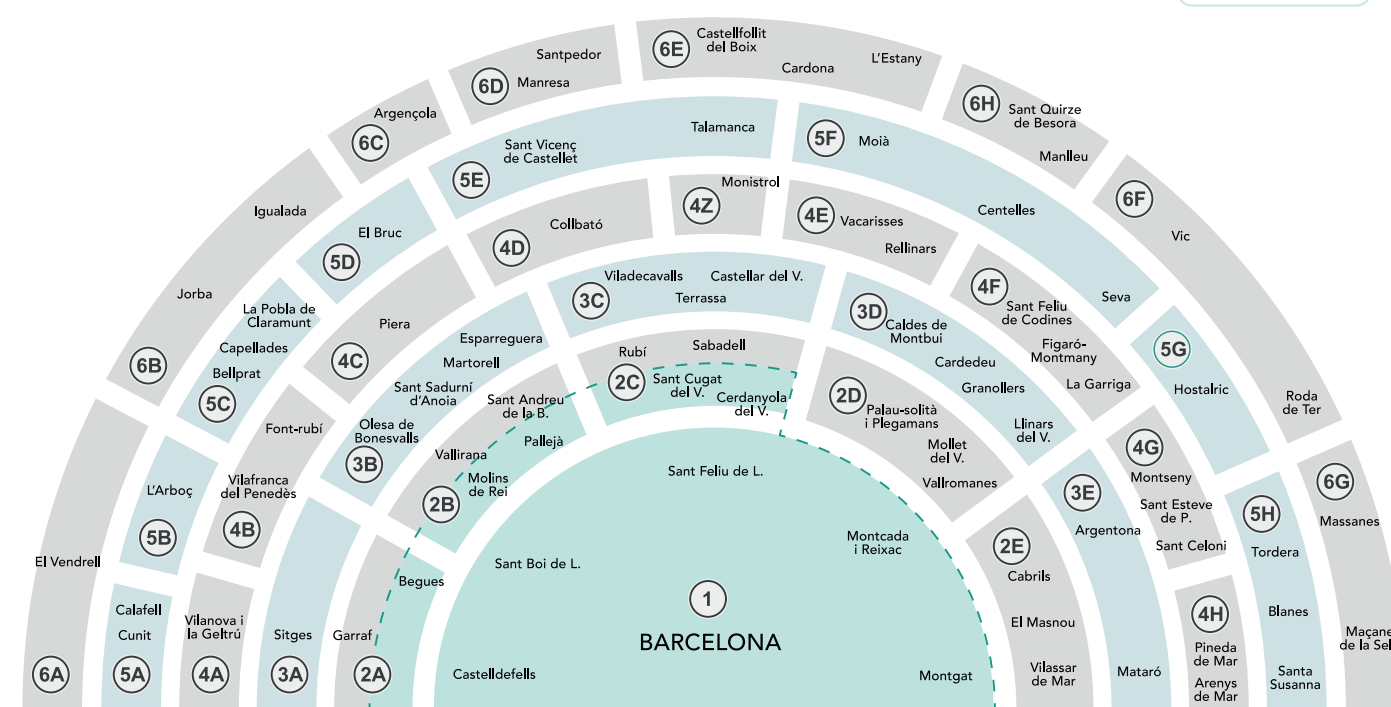 6E
Castellfollit
del Boix
Cardona
L'Estany
6D
Santpedor
Manresa
6H
Sant Quirze
de Besora
Manlleu
6C
Argençola
5E
Sant Vicenç
de Castellet
Talamanca
5F
Moià
Centelles
Seva
6F
Vic
Roda
de Ter
6B
Igualada
Jorba
5D
El Bruc
4D
Collbató
4Z
Monistrol
4E
Vacarisses
Rellinars
4F
Sant Feliu
de Codines
Figaró-
Montmany
La Garriga
5G
Hostalric
5C
La Pobla de
Claramunt
Capellades
Bellprat
4C
Piera
3C
Viladecavalls
Castellar del V.
Terrassa
3D
Caldes de
Montbui
Cardedeu
Granollers
Llinars
del V.
3B
Esparreguera
Martorell
Sant Sadurní
d'Anoia
Olesa de
Bonesvalls
2C
Rubí
Sabadell
Sant Cugat
del V.
Cerdanyola
del V.
2D
Palau-solità
i Plegamans
Mollet
del V.
Vallromanes
4B
Font-rubí
Vilafranca
del Penedès
2B
Sant Andreu
de la B.
Pallejà
Vallirana
Molins
de Rei
4G
Montseny
Sant Esteve
de P.
Sant Celoni
6G
Massanes
5B
L'Arboç
3E
Argentona
Mataró
5H
Tordera
Blanes
Santa
Susanna
6A
El Vendrell
5A
Calafell
Cunit
4A
Vilanova i
la Geltrú
3A
Sitges
2A
Garraf
Begues
1
BARCELONA
Sant Feliu de L.
Montcada
i Reixac
Sant Boi de L.
Castelldefels
Montgat
2E
Cabrils
El Masnou
Vilassar
de Mar
4H
Pineda
de Mar
Arenys
de Mar
Maçane
de la Sel